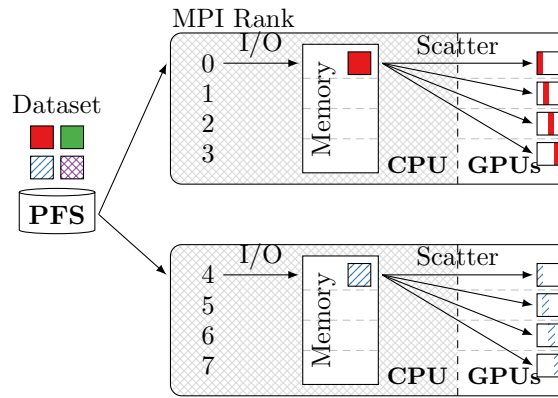 MPI Rank
I/O
Scatter
0
1
2
3
Memory
CPU
GPUs
Dataset
PFS
I/O
Scatter
4
5
6
7
Memory
CPU
GPUs